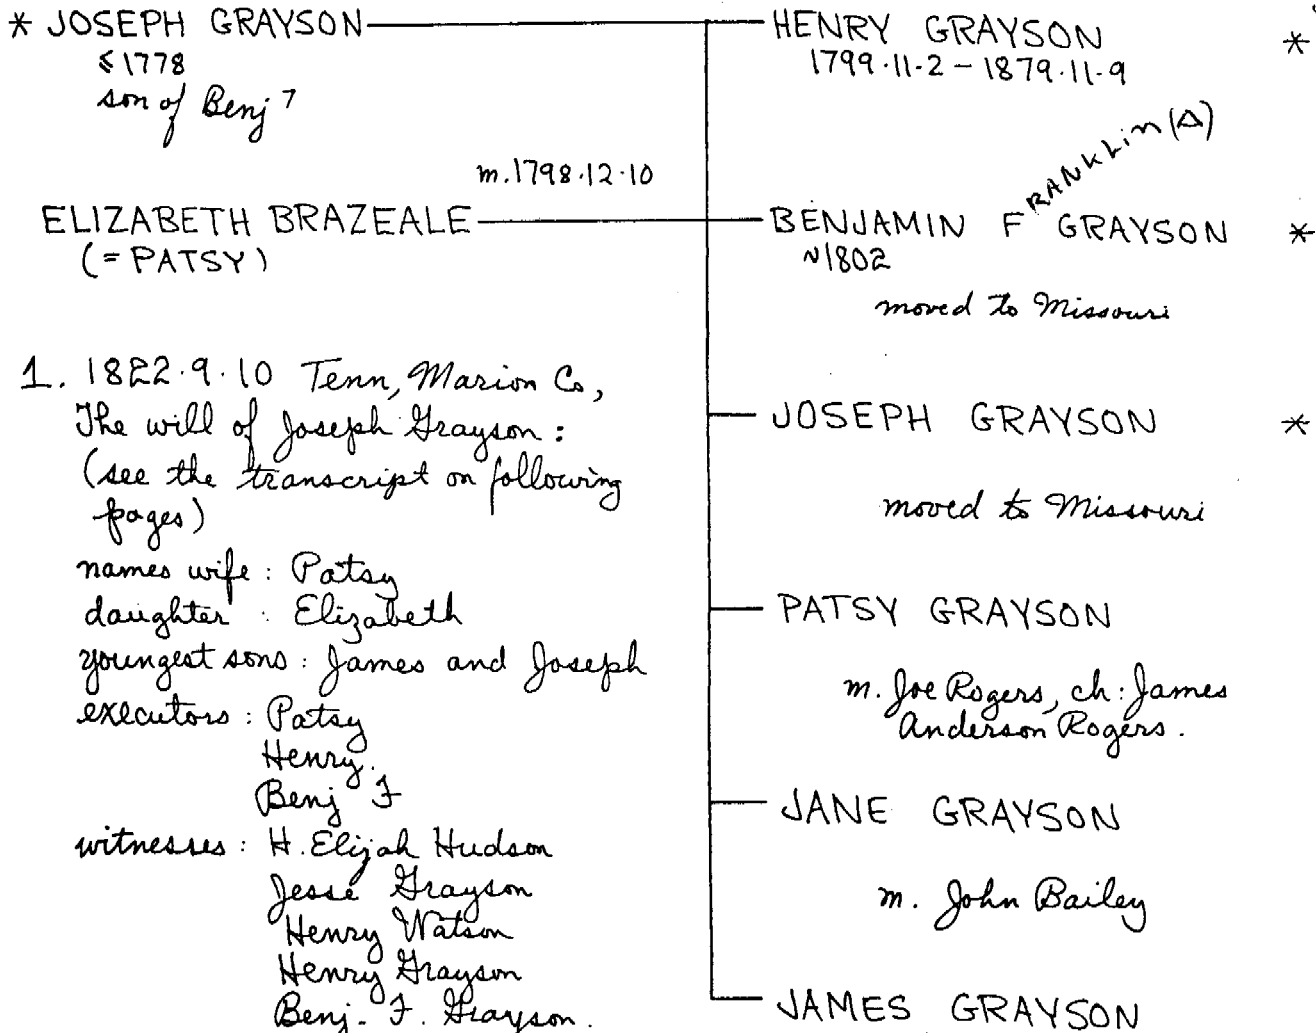 * JOSEPH GRAYSON
≤1778
son of Benj 7
m. 1798.12.10
ELIZABETH BRAZEALE
(= PATSY)
1. 1822.9.10 Tenn, Marion Co,
The will of Joseph Grayson:
(see the transcript on following
pages)
names wife: Patsy
daughter: Elizabeth
youngest sons: James and Joseph
executors: Patsy
Henry.
Benj F
witnesses: H. Elijah Hudson
Jesse Grayson
Henry Watson
Henry Grayson
Benj. F. Grayson.
HENRY GRAYSON *
1799.11.2 – 1879.11.9
BENJAMIN FRANKLIN (A) GRAYSON *
~1802
moved to Missouri
JOSEPH GRAYSON *
moved to Missouri
PATSY GRAYSON
m. Joe Rogers, ch: James
Anderson Rogers.
JANE GRAYSON
m. John Bailey
JAMES GRAYSON